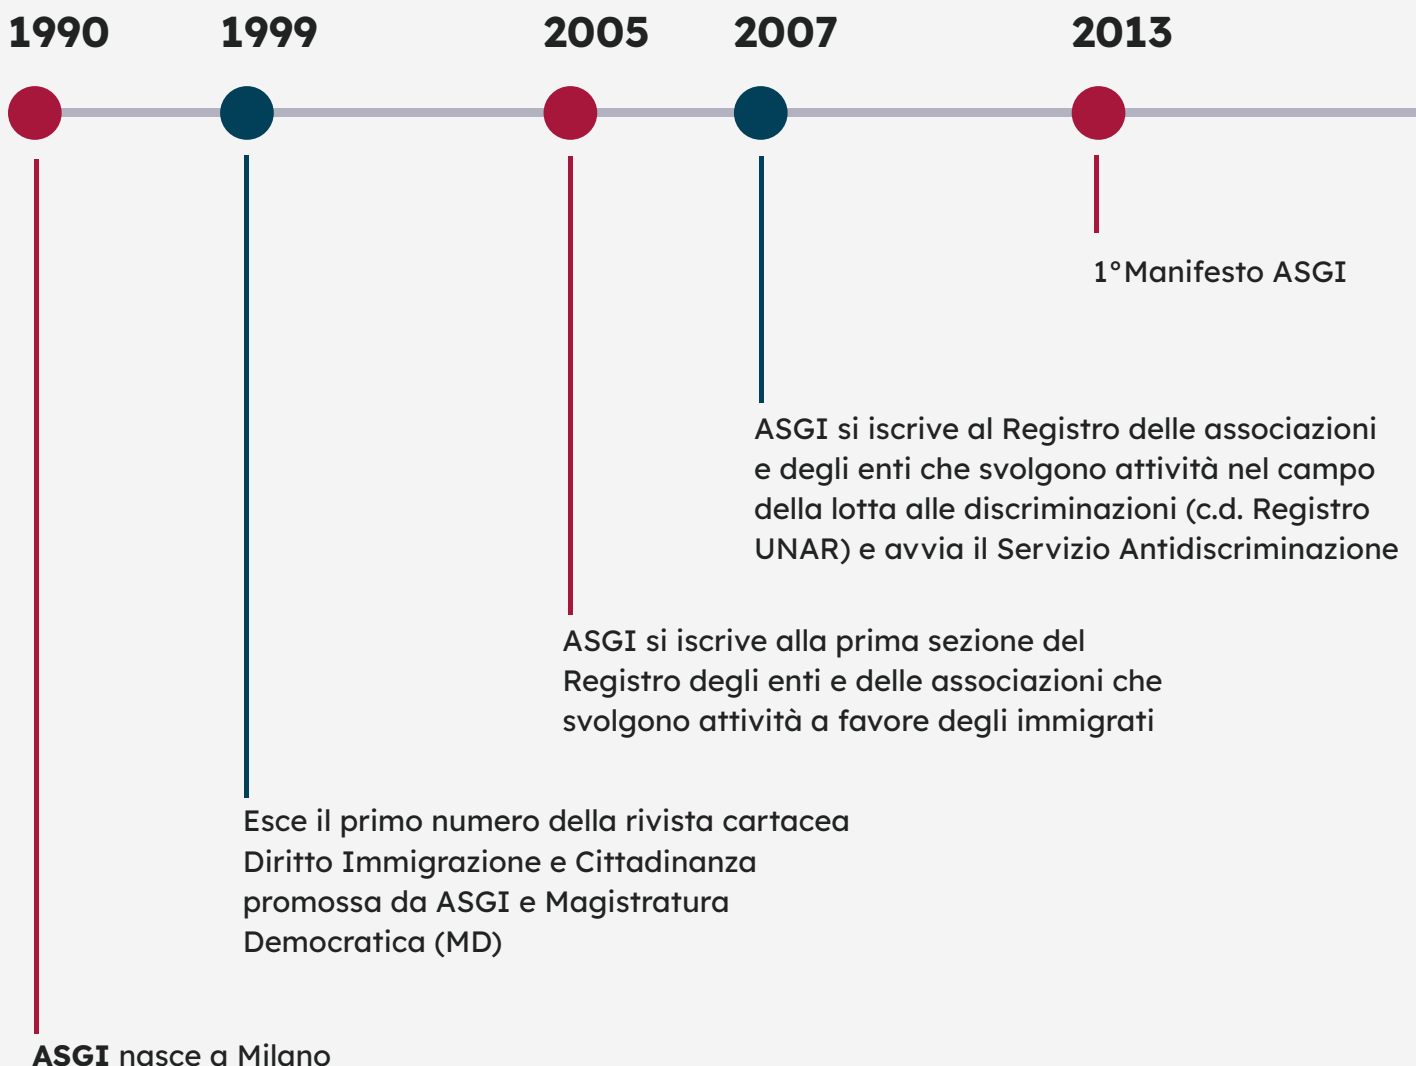 1990 1999 2005 2007 2013
1°Manifesto ASGI
ASGI si iscrive al Registro delle associazioni
e degli enti che svolgono attività nel campo
della lotta alle discriminazioni (c.d. Registro
UNAR) e avvia il Servizio Antidiscriminazione
ASGI si iscrive alla prima sezione del
Registro degli enti e delle associazioni che
svolgono attività a favore degli immigrati
Esce il primo numero della rivista cartacea
Diritto Immigrazione e Cittadinanza
promossa da ASGI e Magistratura
Democratica (MD)
ASGI nasce a Milano